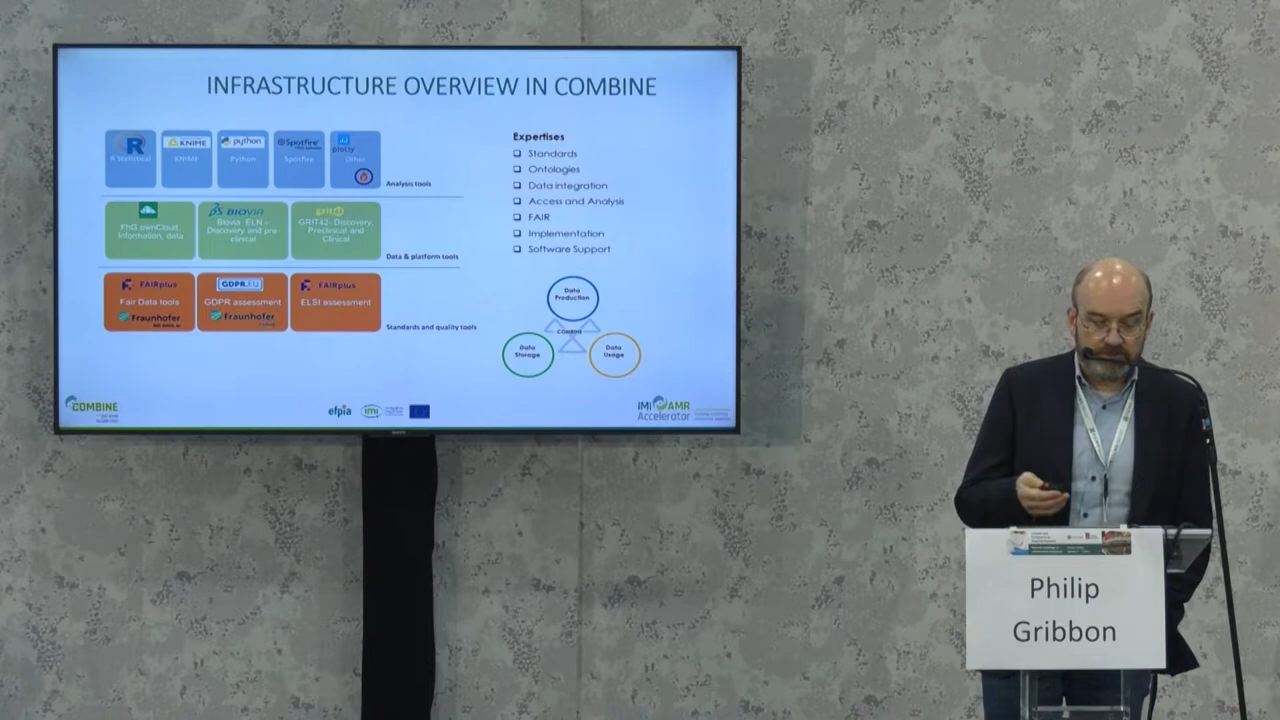 INFRASTRUCTURE OVERVIEW IN COMBINE
R
R Statistical
KNIME
KNIME
python
Python
Spotfire
Spotfire
plotly
Other
Analysis tools
FhG ownCloud
Information, data
BIOVIA
Biovia ELN –
Discovery and pre-
clinical
grit42
GRIT42- Discovery,
Preclinical and
Clinical
Data & platform tools
FAIRplus
Fair Data tools
Fraunhofer
GDPR.EU
GDPR assessment
Fraunhofer
FAIRplus
ELSI assessment
Standards and quality tools
Expertises
Standards
Ontologies
Data integration
Access and Analysis
FAIR
Implementation
Software Support
Data
Production
COMBINE
Data
Storage
Data
Usage
COMBINE
efpia
imi
IMI AMR
Accelerator
Philip
Gribbon